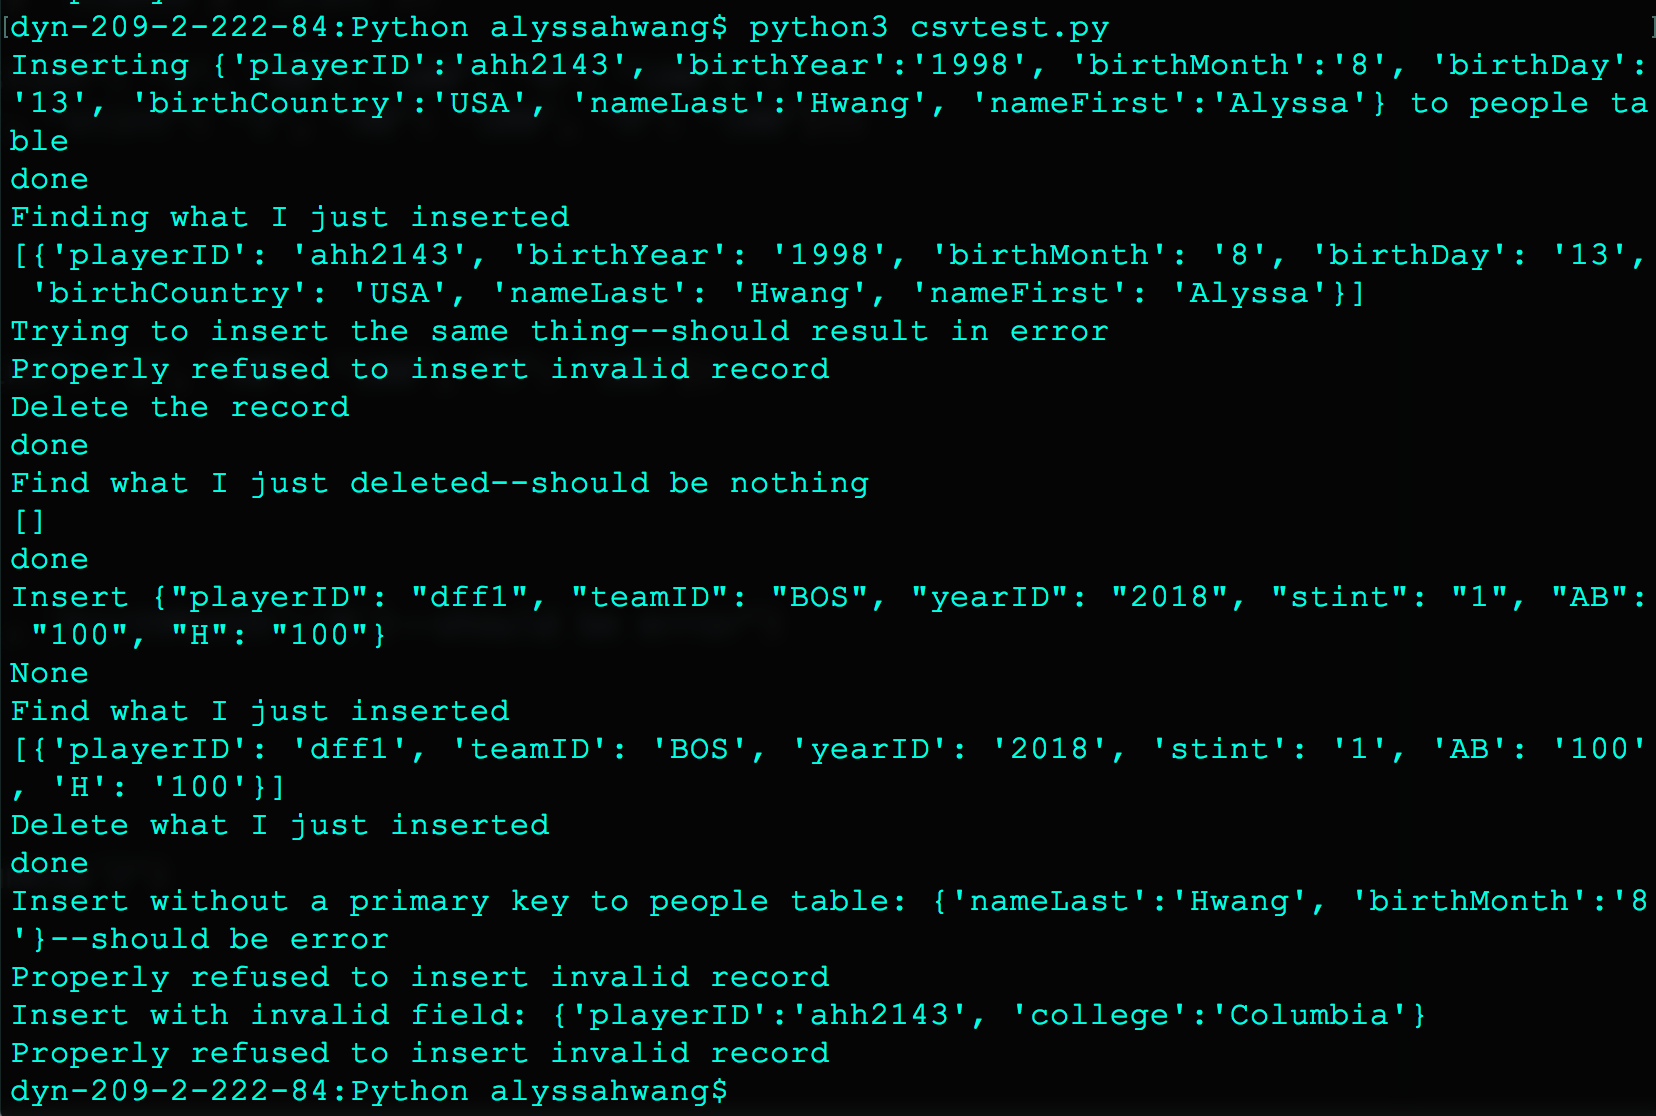 dyn-209-2-222-84:Python alyssahwang$ python3 csvtest.py
Inserting {'playerID':'ahh2143', 'birthYear':'1998', 'birthMonth':'8', 'birthDay':
'13', 'birthCountry':'USA', 'nameLast':'Hwang', 'nameFirst':'Alyssa'} to people ta
ble
done
Finding what I just inserted
[{'playerID': 'ahh2143', 'birthYear': '1998', 'birthMonth': '8', 'birthDay': '13',
 'birthCountry': 'USA', 'nameLast': 'Hwang', 'nameFirst': 'Alyssa'}]
Trying to insert the same thing--should result in error
Properly refused to insert invalid record
Delete the record
done
Find what I just deleted--should be nothing
[]
done
Insert {"playerID": "dff1", "teamID": "BOS", "yearID": "2018", "stint": "1", "AB":
 "100", "H": "100"}
None
Find what I just inserted
[{'playerID': 'dff1', 'teamID': 'BOS', 'yearID': '2018', 'stint': '1', 'AB': '100'
, 'H': '100'}]
Delete what I just inserted
done
Insert without a primary key to people table: {'nameLast':'Hwang', 'birthMonth':'8
'}--should be error
Properly refused to insert invalid record
Insert with invalid field: {'playerID':'ahh2143', 'college':'Columbia'}
Properly refused to insert invalid record
dyn-209-2-222-84:Python alyssahwang$